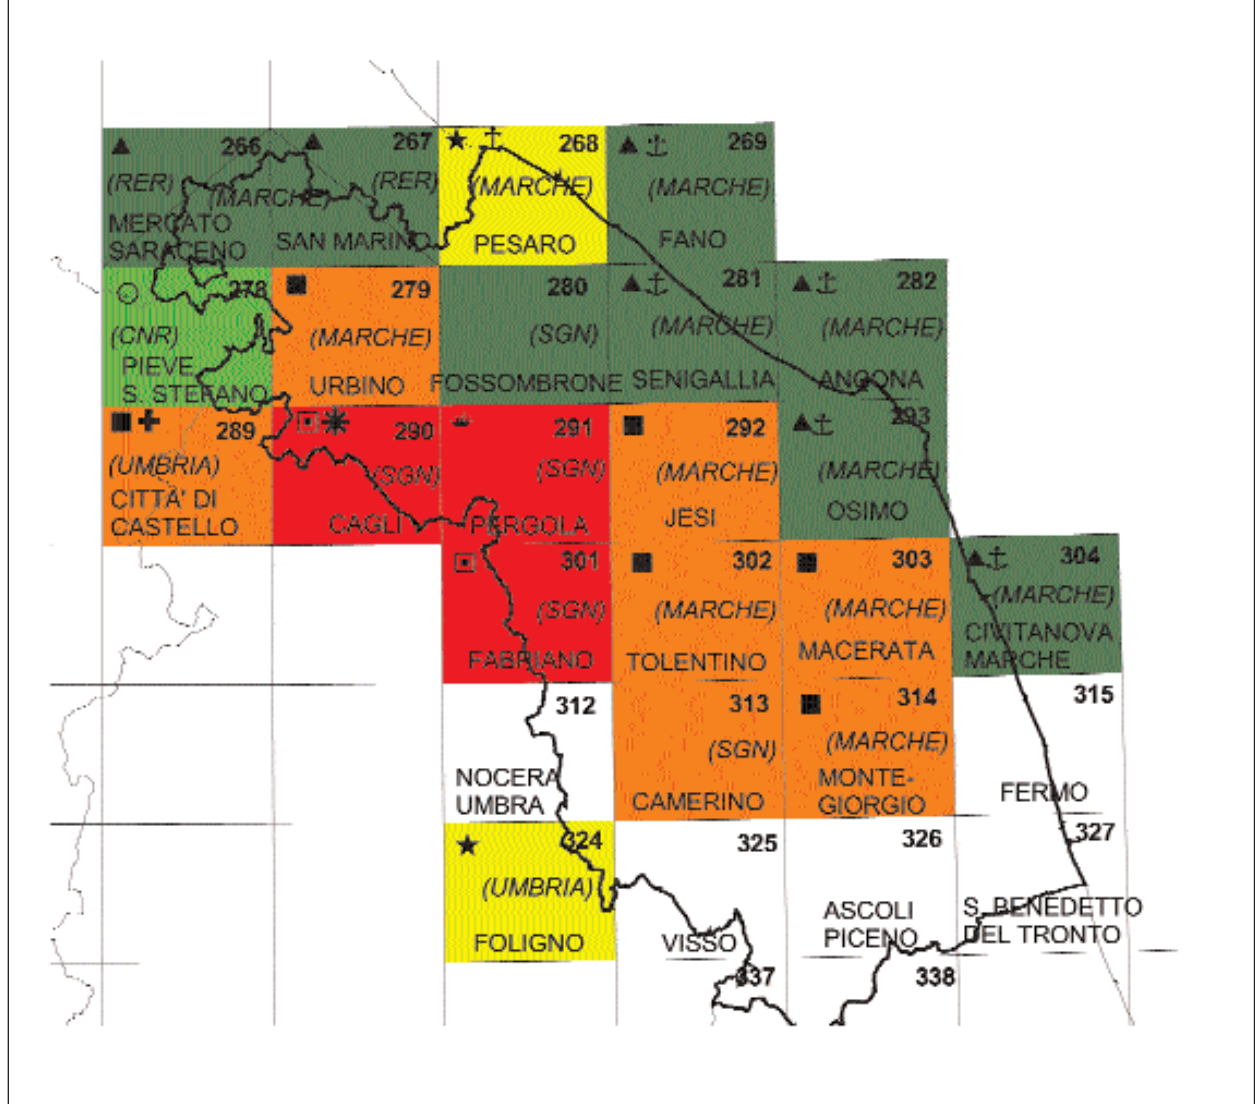 266
(RER)
(MARCHE)
MERCATO
SARACENO
267
(RER)
SAN MARINO
268
(MARCHE)
PESARO
269
(MARCHE)
FANO
278
(CNR)
PIEVE
S. STEFANO
279
(MARCHE)
URBINO
280
(SGN)
FOSSOMBRONE
281
(MARCHE)
SENIGALLIA
282
(MARCHE)
ANCONA
289
(UMBRIA)
CITTA' DI
CASTELLO
290
(SGN)
CAGLI
291
(SGN)
PERGOLA
292
(MARCHE)
JESI
293
(MARCHE)
OSIMO
301
(SGN)
FABRIANO
302
(MARCHE)
TOLENTINO
303
(MARCHE)
MACERATA
304
(MARCHE)
CIVITANOVA
MARCHE
312
NOCERA
UMBRA
313
(SGN)
CAMERINO
314
(MARCHE)
MONTE-
GIORGIO
315
FERMO
324
(UMBRIA)
FOLIGNO
325
VISSO
326
ASCOLI
PICENO
327
S. BENEDETTO
DEL TRONTO
337
338